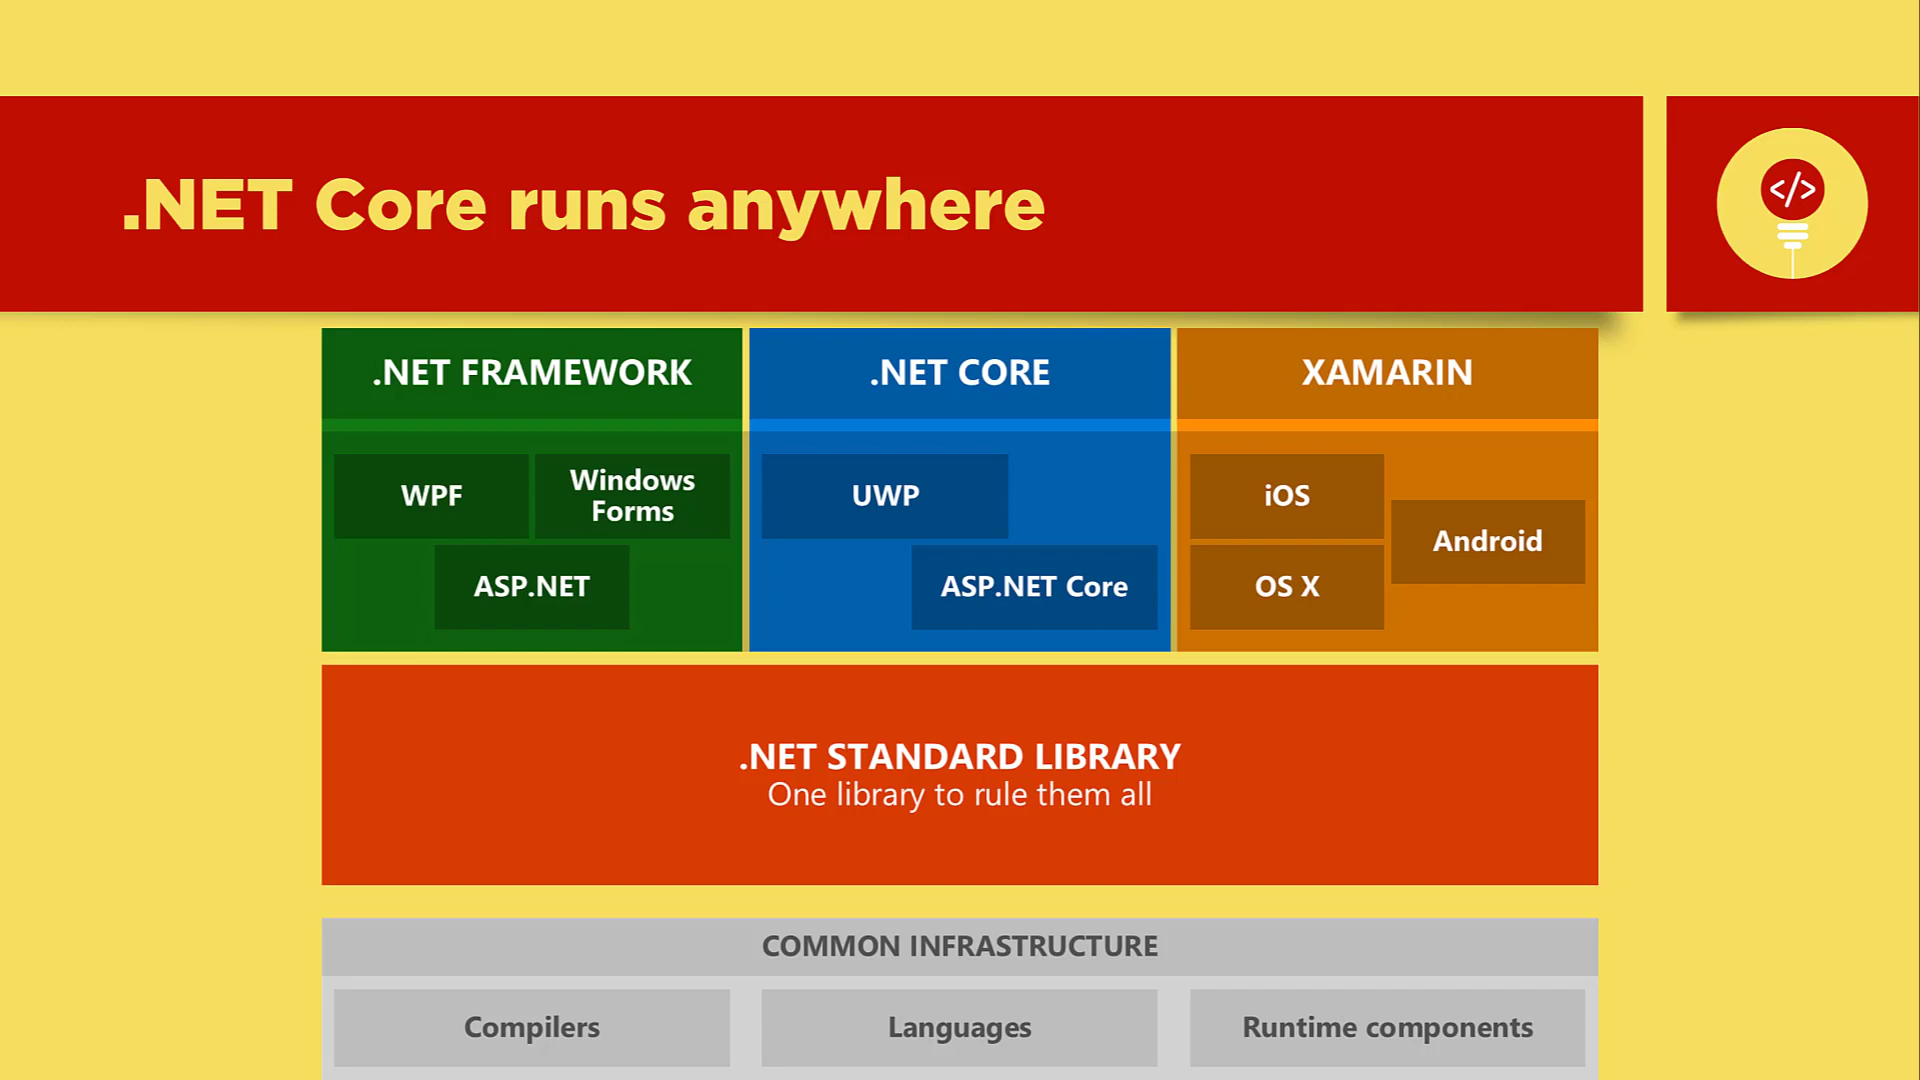 .NET Core runs anywhere
</>
.NET FRAMEWORK
WPF
Windows
Forms
ASP.NET
.NET CORE
UWP
ASP.NET Core
XAMARIN
iOS
Android
OS X
.NET STANDARD LIBRARY
One library to rule them all
COMMON INFRASTRUCTURE
Compilers
Languages
Runtime components